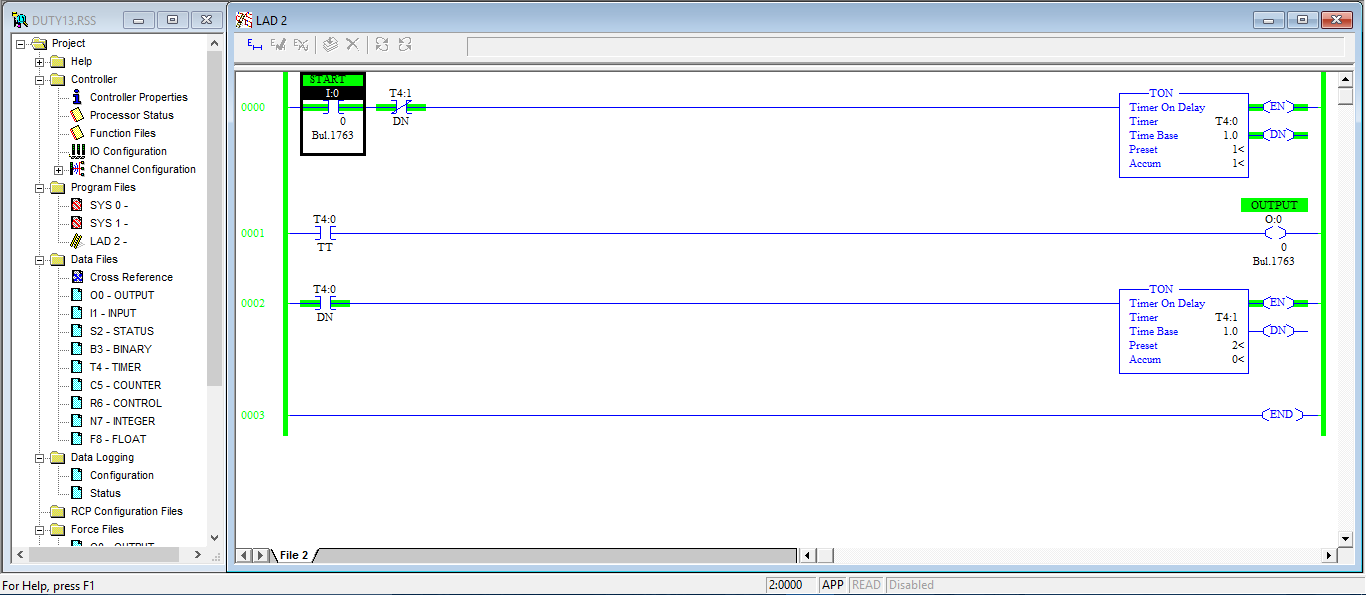 DUTY13.RSS
Project
Help
Controller
Controller Properties
Processor Status
Function Files
IO Configuration
Channel Configuration
Program Files
SYS 0 -
SYS 1 -
LAD 2 -
Data Files
Cross Reference
O0 - OUTPUT
I1 - INPUT
S2 - STATUS
B3 - BINARY
T4 - TIMER
C5 - COUNTER
R6 - CONTROL
N7 - INTEGER
F8 - FLOAT
Data Logging
Configuration
Status
RCP Configuration Files
Force Files
O0 - OUTPUT
LAD 2
START
I:0
T4:1
TON
0000
Timer On Delay
EN
0
DN
Timer T4:0
Bul.1763
Time Base 1.0
DN
Preset 1<
Accum 1<
OUTPUT
T4:0
O:0
0001
TT
0
Bul.1763
T4:0
TON
0002
Timer On Delay
EN
DN
Timer T4:1
Time Base 1.0
DN
Preset 2<
Accum 0<
0003
END
File 2
For Help, press F1
2:0000
APP
READ
Disabled